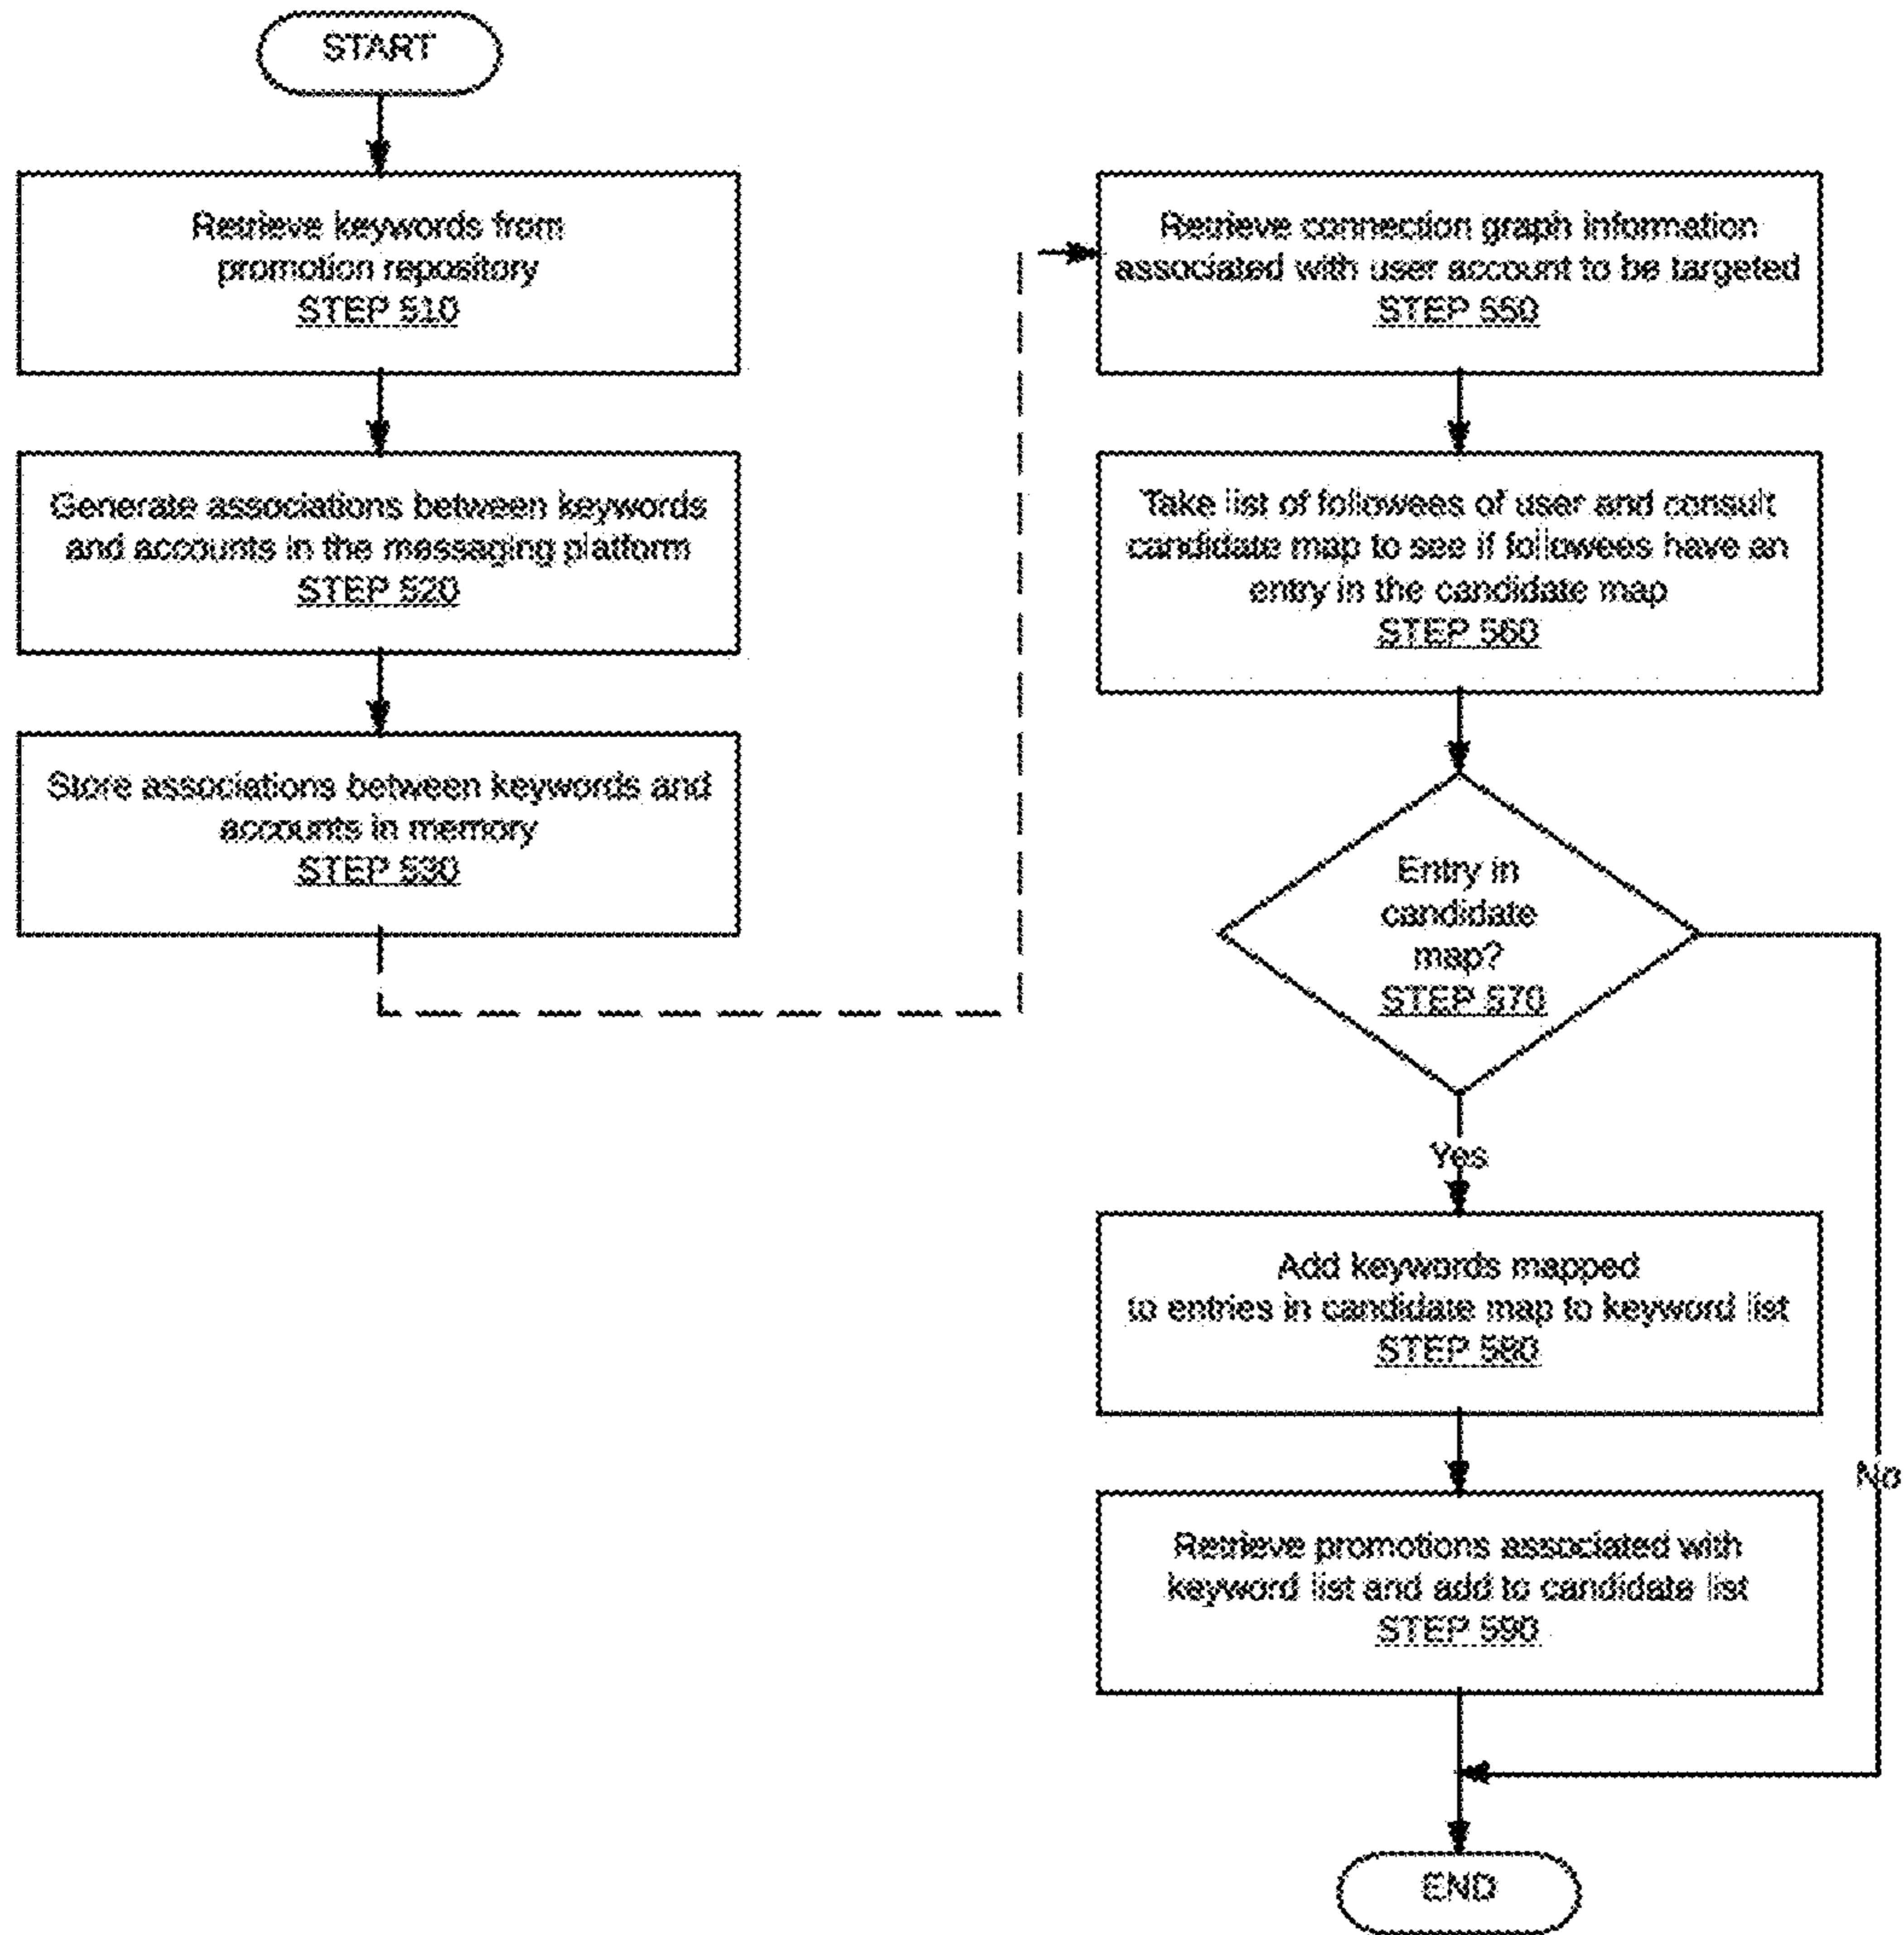 START
Retrieve keywords from
promotion repository
STEP 510
Generate associations between keywords
and accounts in the messaging platform
STEP 520
Store associations between keywords and
accounts in memory
STEP 530
Retrieve connection graph information
associated with user account to be targeted
STEP 550
Take list of followees of user and consult
candidate map to see if followees have an
entry in the candidate map
STEP 560
Entry in
candidate
map?
STEP 570
Yes
Add keywords mapped
to entries in candidate map to keyword list
STEP 580
No
Retrieve promotions associated with
keyword list and add to candidate list
STEP 590
END